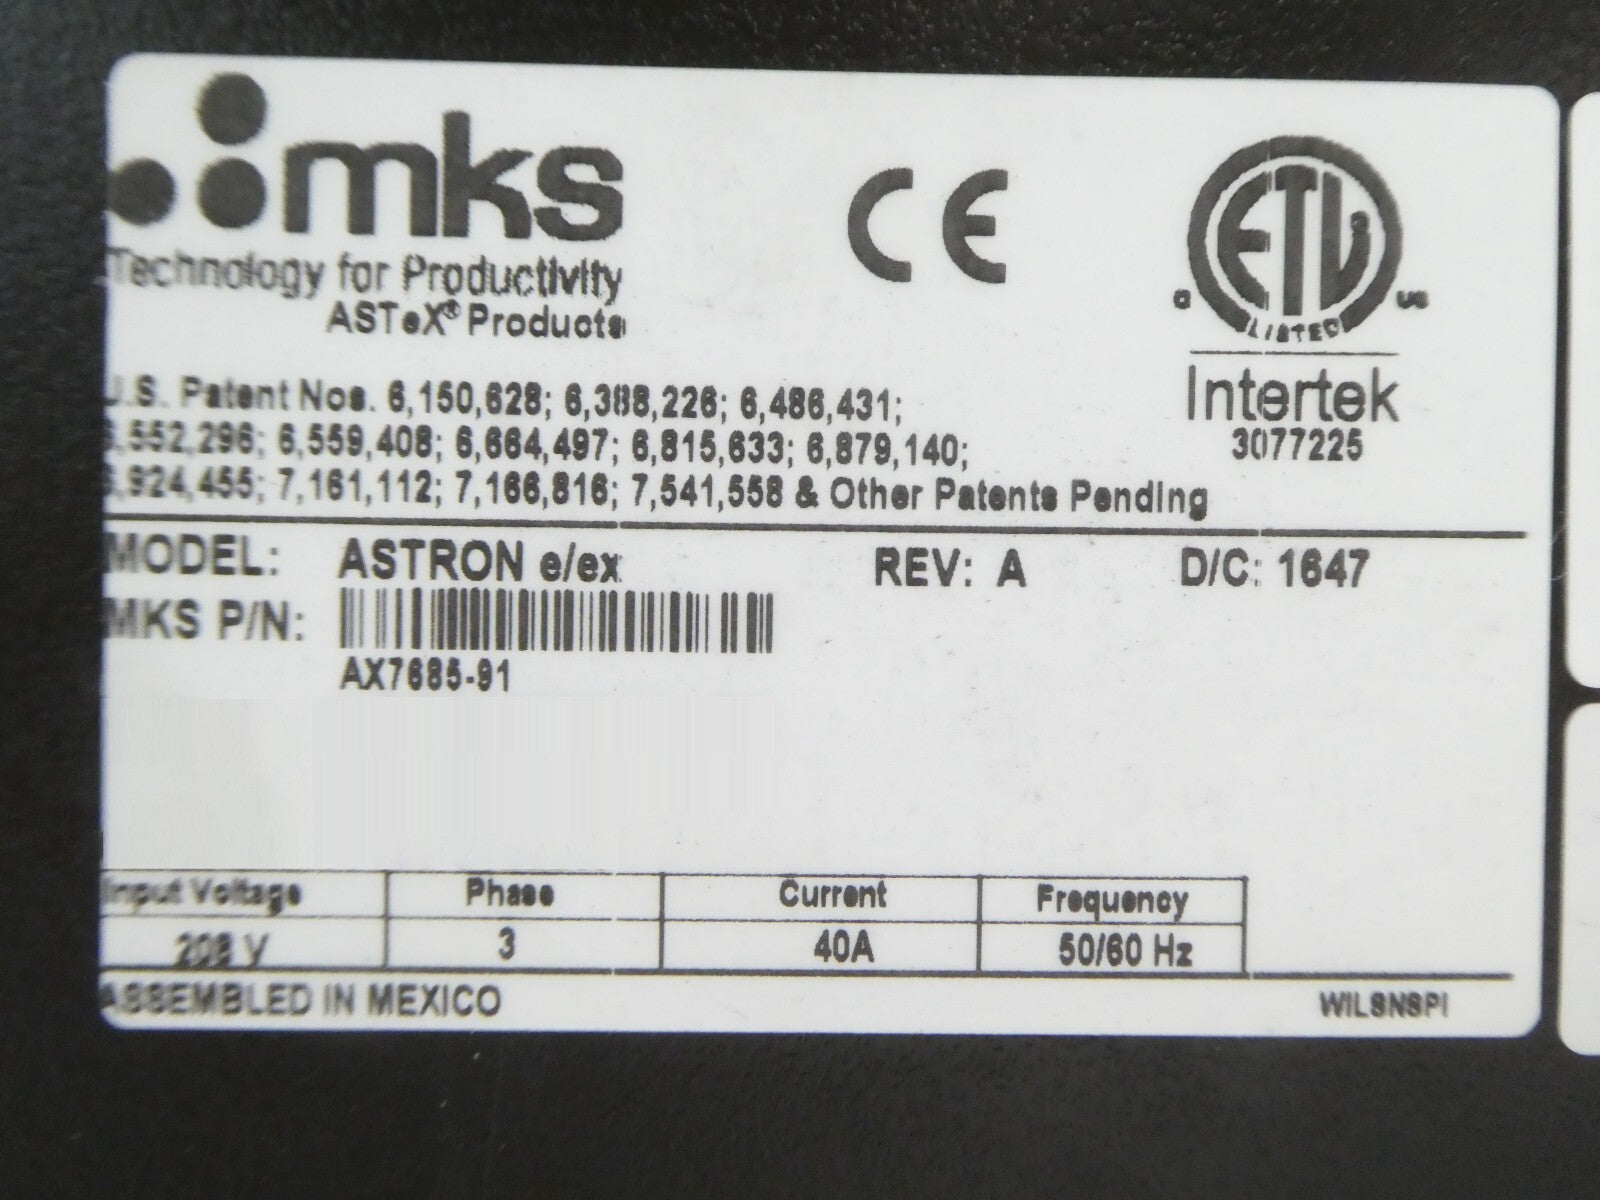 mks
Technology for Productivity
ASTeX® Products
CE
ETL
LISTED
C US
Intertek
3077225
U.S. Patent Nos. 6,150,628; 6,388,226; 6,486,431;
6,552,296; 6,559,408; 6,664,497; 6,815,633; 6,879,140;
6,924,455; 7,161,112; 7,166,816; 7,541,558 & Other Patents Pending
MODEL: ASTRON e/ex REV: A D/C: 1647
MKS P/N:
AX7685-91
Input Voltage Phase Current Frequency
208 V 3 40A 50/60 Hz
ASSEMBLED IN MEXICO WILSNSPI